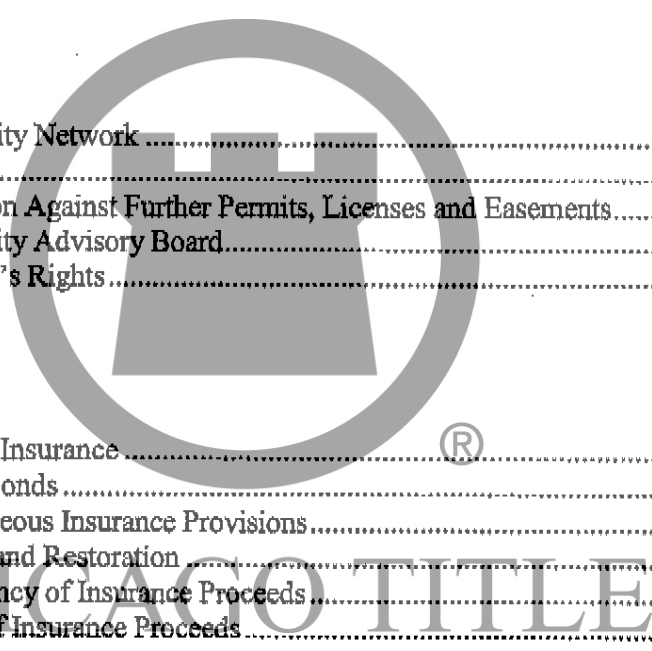 ity Network
on Against Further Permits, Licenses and Easements
ity Advisory Board
's Rights
Insurance
®
onds
eous Insurance Provisions
and Restoration
ncy of Insurance Proceeds
f Insurance Proceeds
CAGO TITLE